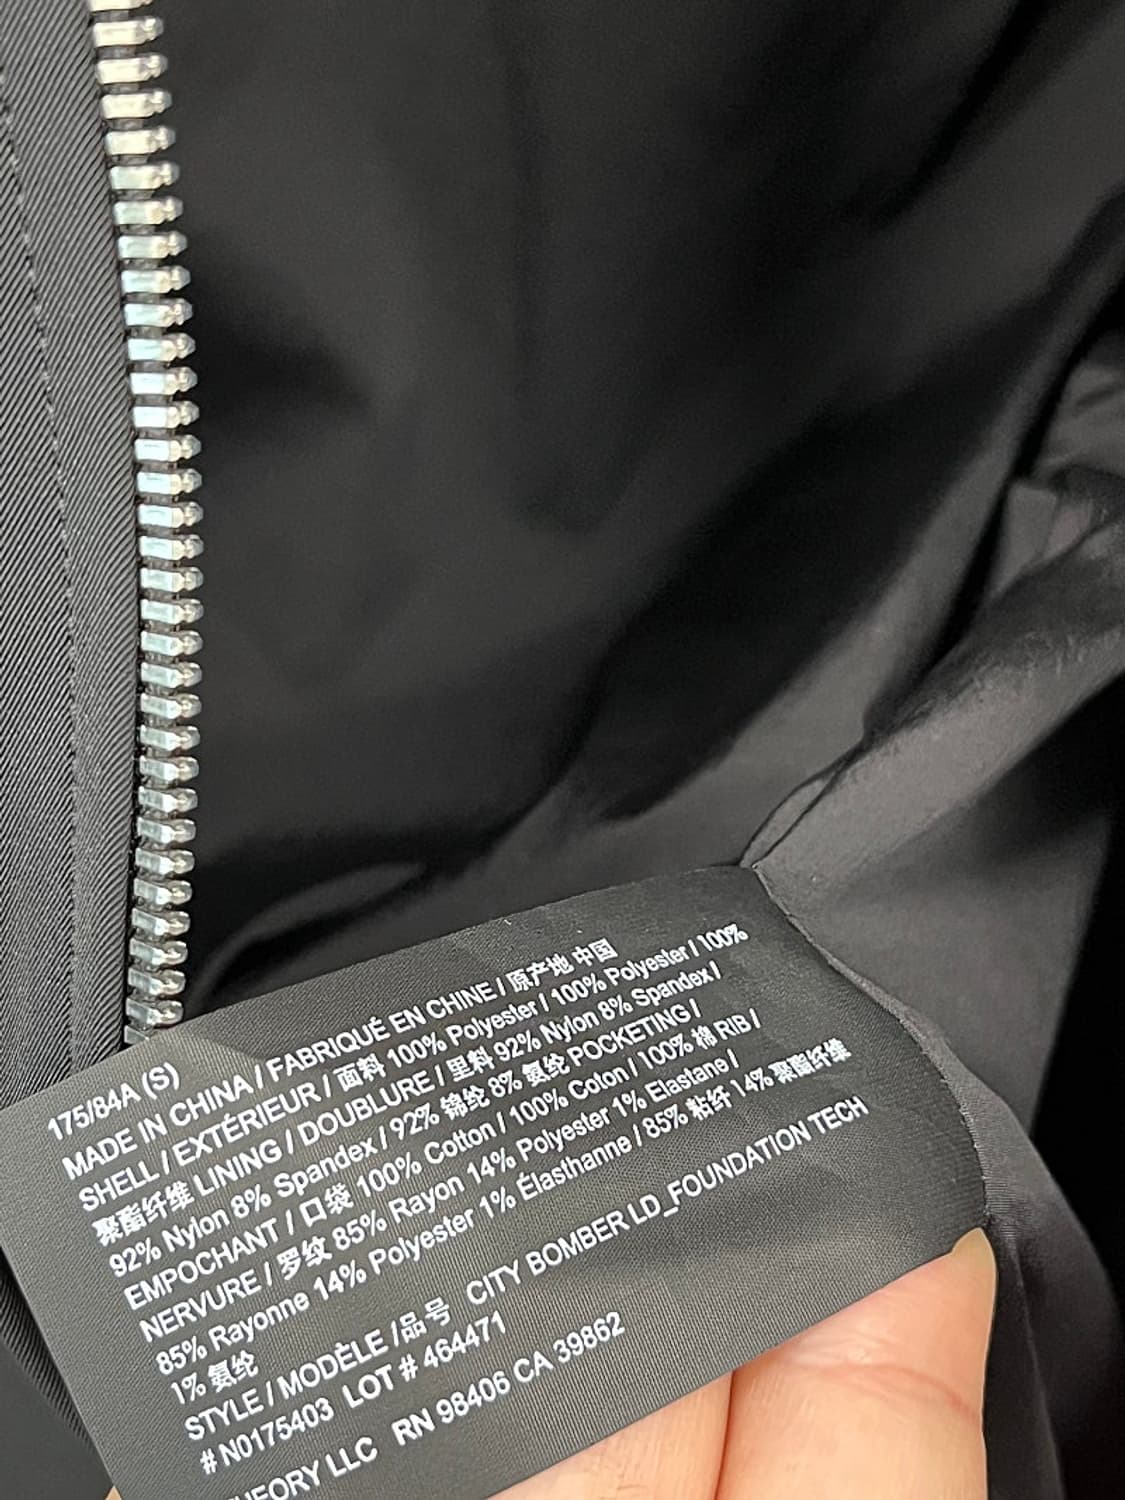 175/84A (S)
MADE IN CHINA / FABRIQUÉ EN CHINE / 原产地 中国
SHELL / EXTÉRIEUR / 面料 100% Polyester / 100% Polyester / 100%
聚酯纤维 LINING / DOUBLURE / 里料 92% Nylon 8% Spandex /
92% Nylon 8% Spandex / 92% 锦纶 8% 氨纶 POCKETING /
EMPOCHANT / 口袋 100% Cotton / 100% Coton / 100% 棉 RIB /
NERVURE / 罗纹 85% Rayon 14% Polyester 1% Elastane /
85% Rayonne 14% Polyester 1% Élasthanne / 85% 粘纤 14% 聚酯纤维
1% 氨纶
STYLE / MODÈLE / 品号 CITY BOMBER LD_FOUNDATION TECH
# N0175403 LOT # 464471
THEORY LLC RN 98406 CA 39862